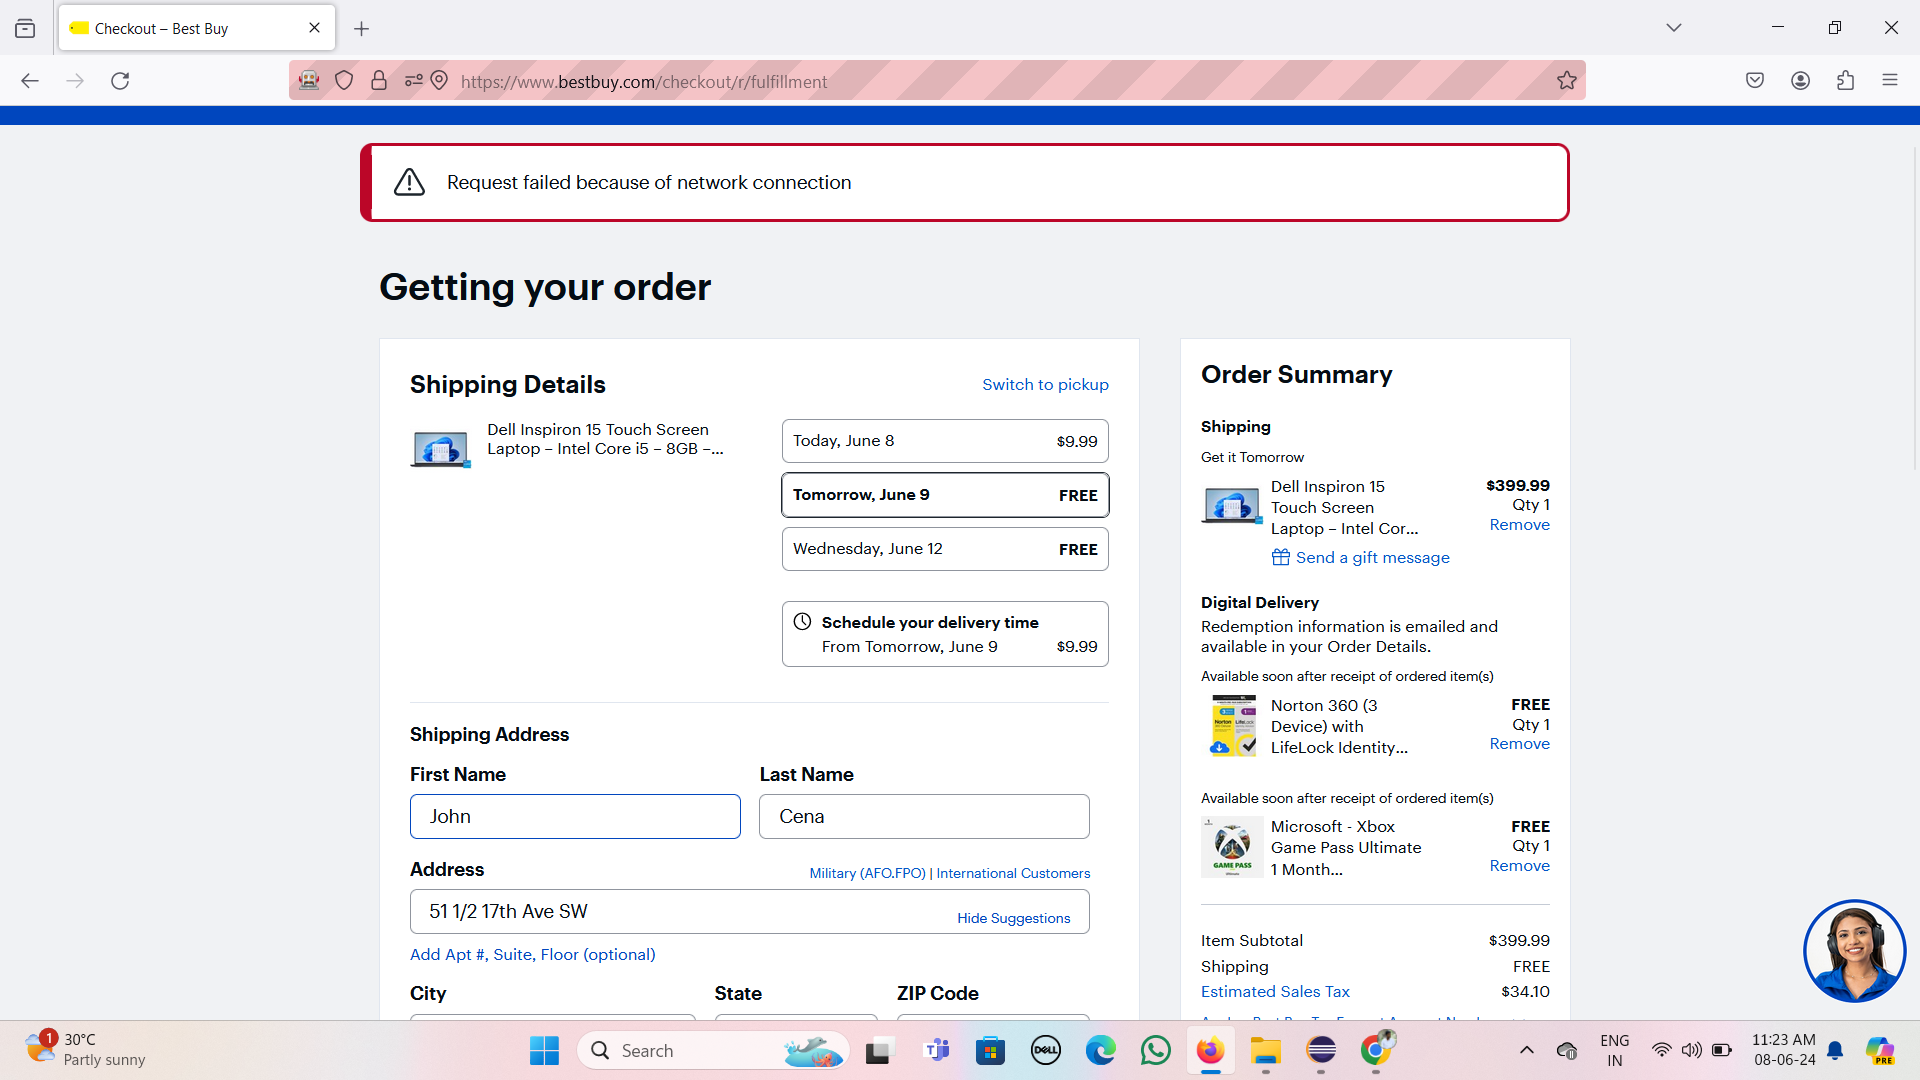 Checkout – Best Buy
https://www.bestbuy.com/checkout/r/fulfillment
Request failed because of network connection
Getting your order
Shipping Details
Switch to pickup
Dell Inspiron 15 Touch Screen
Laptop – Intel Core i5 – 8GB –...
Today, June 8 $9.99
Tomorrow, June 9 FREE
Wednesday, June 12 FREE
Schedule your delivery time
From Tomorrow, June 9 $9.99
Shipping Address
First Name Last Name
John Cena
Address Military (AFO.FPO) | International Customers
51 1/2 17th Ave SW Hide Suggestions
Add Apt #, Suite, Floor (optional)
City State ZIP Code
Order Summary
Shipping
Get it Tomorrow
Dell Inspiron 15 $399.99
Touch Screen Qty 1
Laptop – Intel Cor... Remove
Send a gift message
Digital Delivery
Redemption information is emailed and
available in your Order Details.
Available soon after receipt of ordered item(s)
Norton 360 (3 FREE
Device) with Qty 1
LifeLock Identity... Remove
Available soon after receipt of ordered item(s)
Microsoft - Xbox FREE
Game Pass Ultimate Qty 1
1 Month... Remove
GAME PASS
Item Subtotal $399.99
Shipping FREE
Estimated Sales Tax $34.10
1
30°C
Partly sunny
Search
DELL
ENG
IN
11:23 AM
08-06-24
PRE